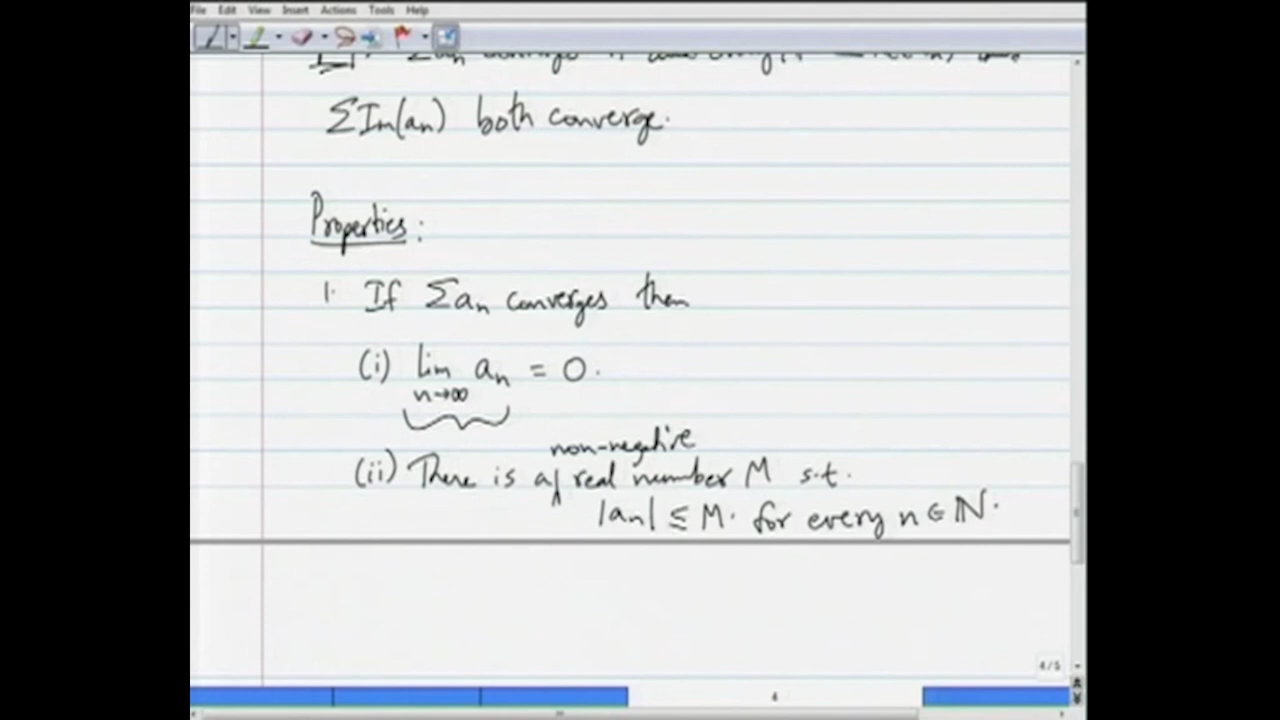 File Edit View Insert Actions Tools Help
Σan
ΣIm(an) both converge.
Properties:
1. If Σan converges then
(i) lim an = 0.
n→∞
non-negative
(ii) There is a real number M s.t.
|an| ≤ M. for every n ∈ ℕ.
4/5
4